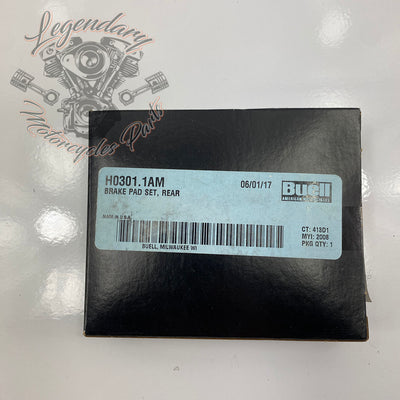 Legendary
Motorcycles Parts
H0301.1AM
06/01/17
Buell
BRAKE PAD SET, REAR
MADE IN U.S.A.
BUELL, MILWAUKEE WI
CT: 413D1
MYI: 2008
PKG QTY: 1